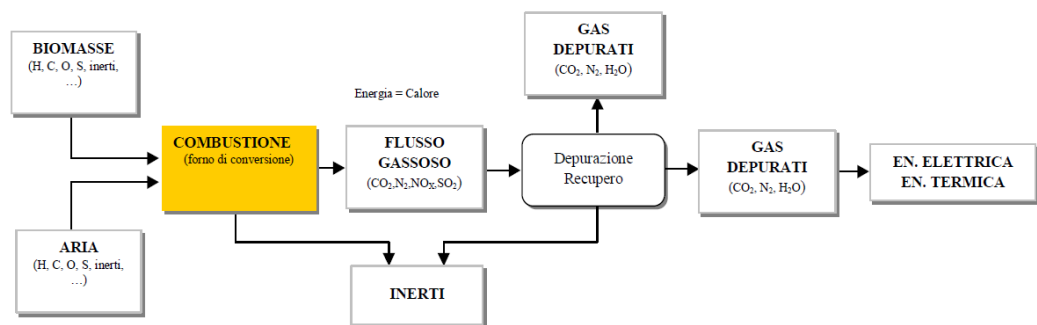 BIOMASSE
(H, C, O, S, inerti,
…)
GAS
DEPURATI
(CO₂, N₂, H₂O)
Energia = Calore
COMBUSTIONE
(forno di conversione)
FLUSSO
GASSOSO
(CO₂,N₂,NOₓ,SO₂)
Depurazione
Recupero
GAS
DEPURATI
(CO₂, N₂, H₂O)
EN. ELETTRICA
EN. TERMICA
ARIA
(H, C, O, S, inerti,
…)
INERTI